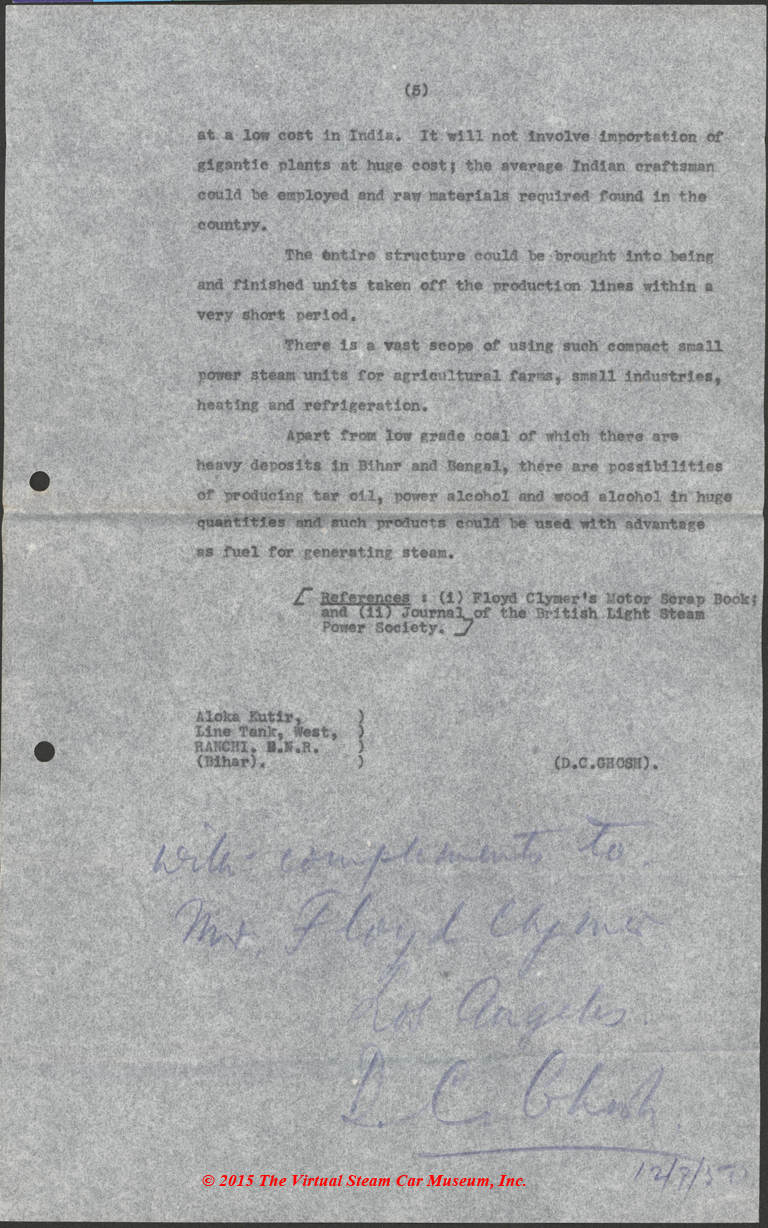 (5)
at a low cost in India. It will not involve importation of
gigantic plants at huge cost; the average Indian craftsman
could be employed and raw materials required found in the
country.
The entire structure could be brought into being
and finished units taken off the production lines within a
very short period.
There is a vast scope of using such compact small
power steam units for agricultural farms, small industries,
heating and refrigeration.
Apart from low grade coal of which there are
heavy deposits in Bihar and Bengal, there are possibilities
of producing tar oil, power alcohol and wood alcohol in huge
quantities and such products could be used with advantage
as fuel for generating steam.
[ References : (i) Floyd Clymer's Motor Scrap Book;
and (ii) Journal of the British Light Steam
Power Society. ]
Aloka Kutir, )
Line Tank, West, )
RANCHI. B.N.R. )
(Bihar). ) (D.C.GHOSH).
with compliments to
Mr. Floyd Clymer
Los Angeles.
D. C. Ghosh.
© 2015 The Virtual Steam Car Museum, Inc.